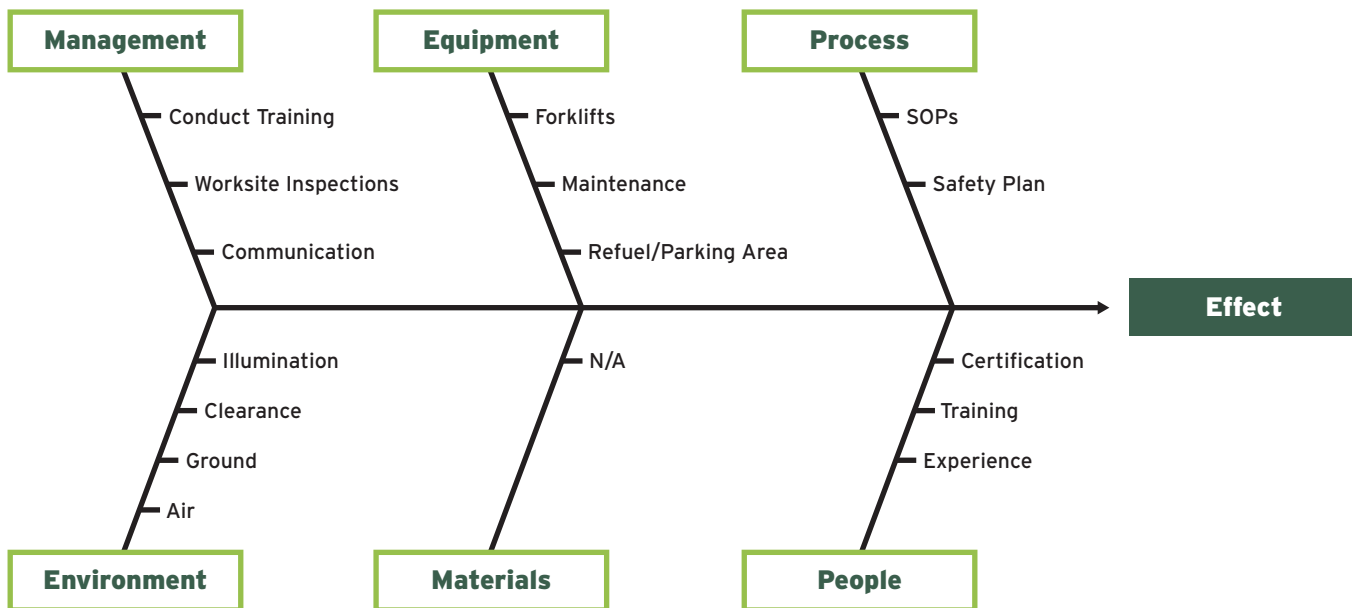 Management
Equipment
Process
Conduct Training
Forklifts
SOPs
Worksite Inspections
Maintenance
Safety Plan
Communication
Refuel/Parking Area
Effect
Illumination
N/A
Certification
Clearance
Training
Ground
Experience
Air
Environment
Materials
People